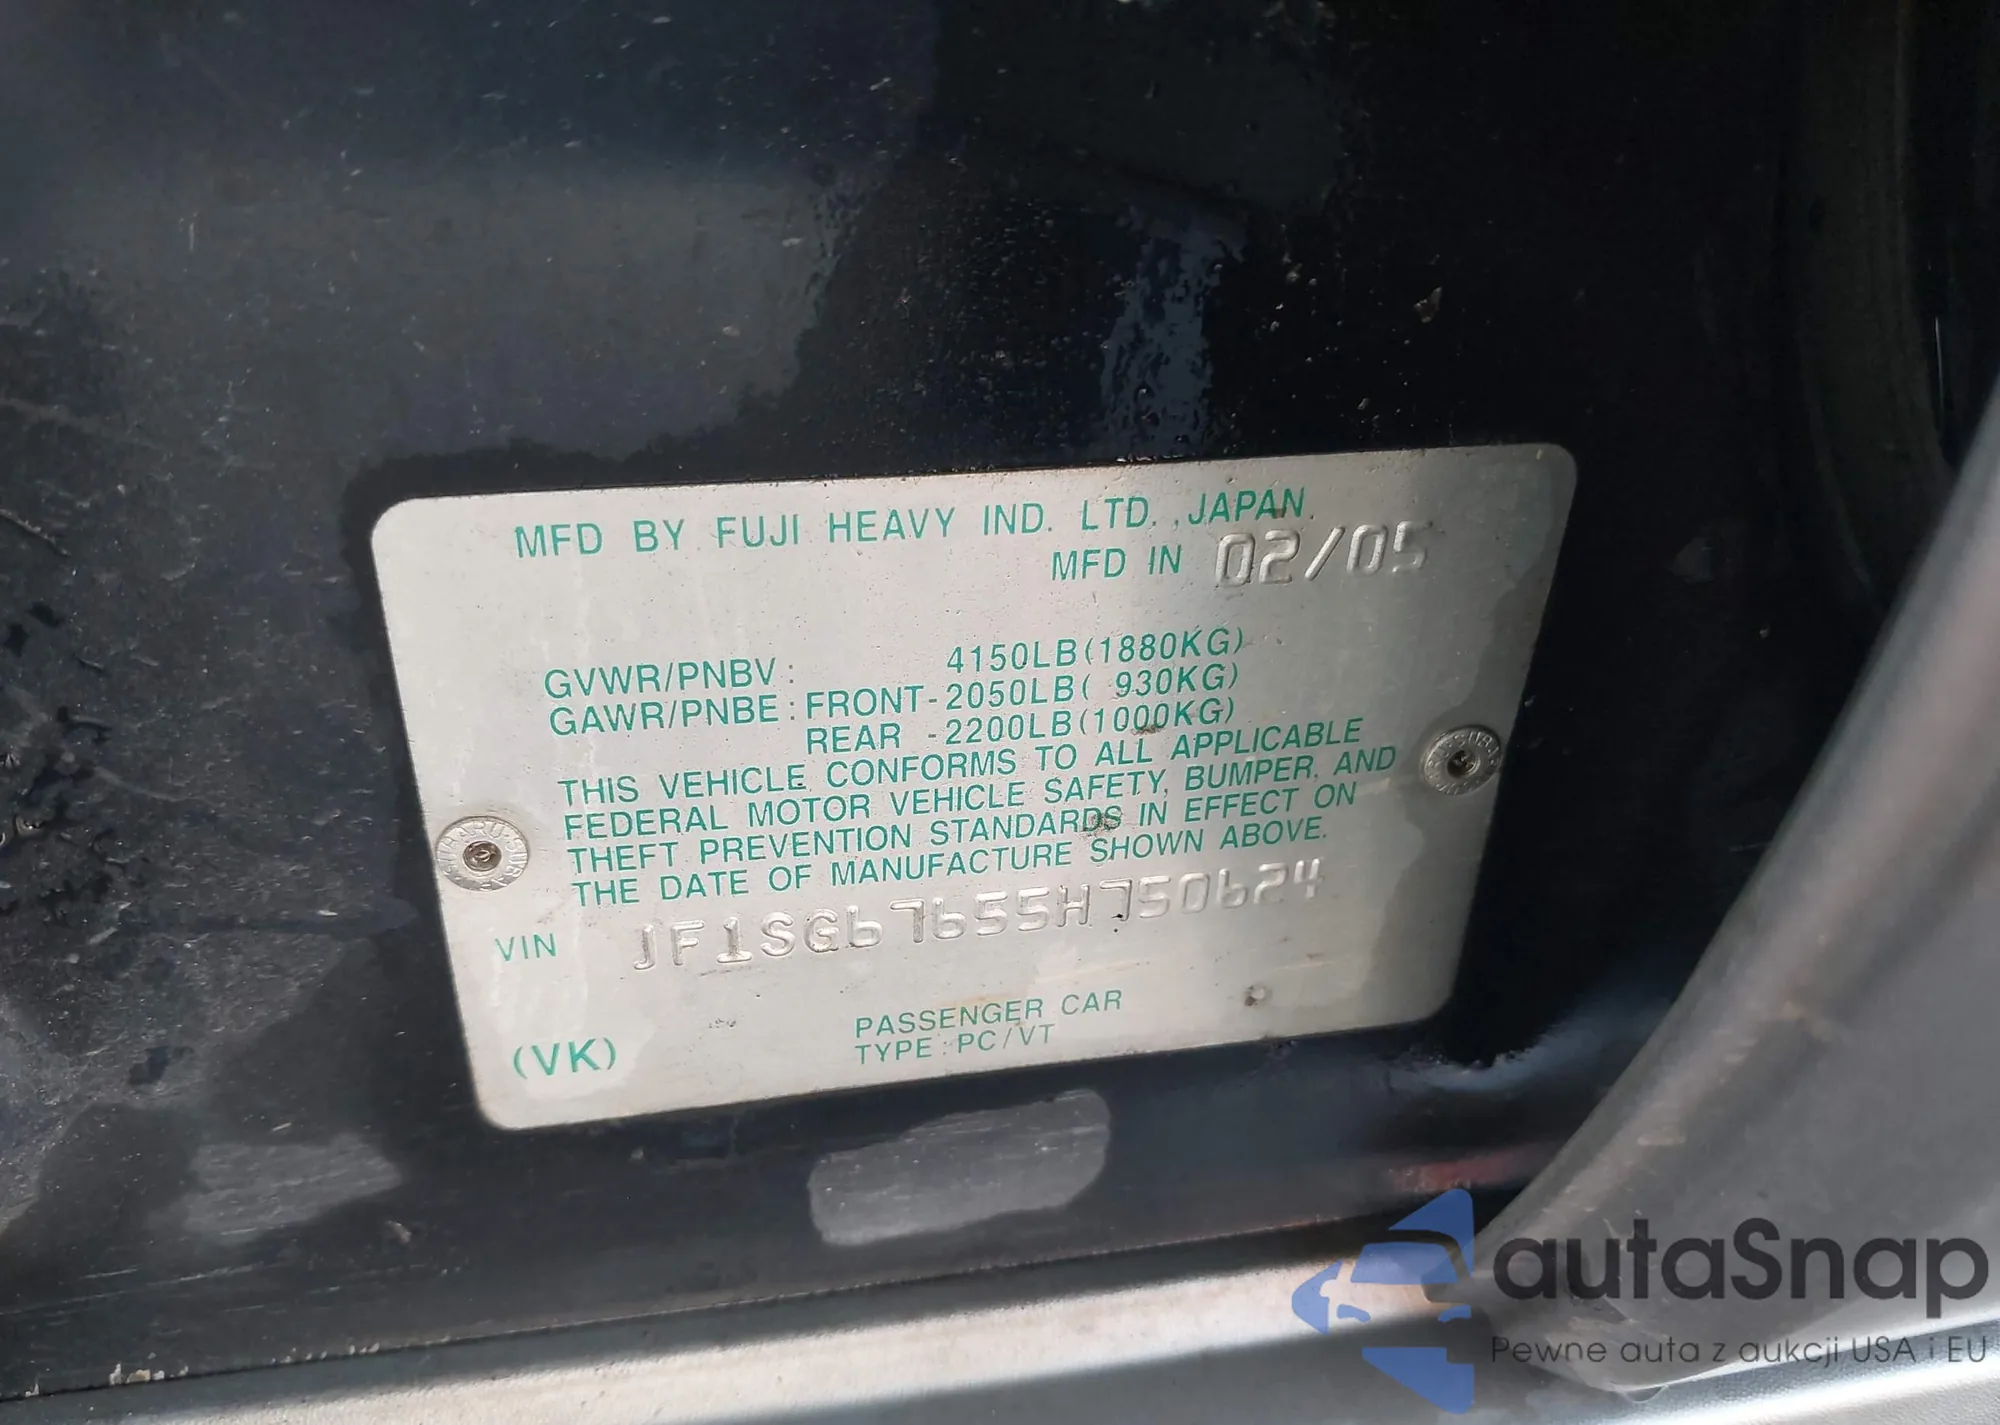 MFD BY FUJI HEAVY IND. LTD., JAPAN.
MFD IN 02/05
GVWR/PNBV: 4150LB(1880KG)
GAWR/PNBE: FRONT-2050LB( 930KG)
REAR -2200LB(1000KG)
THIS VEHICLE CONFORMS TO ALL APPLICABLE
FEDERAL MOTOR VEHICLE SAFETY, BUMPER, AND
THEFT PREVENTION STANDARDS IN EFFECT ON
THE DATE OF MANUFACTURE SHOWN ABOVE.
VIN JF1SG67655H750624
PASSENGER CAR
(VK) TYPE: PC/VT
autaSnap
Pewne auta z aukcji USA i EU